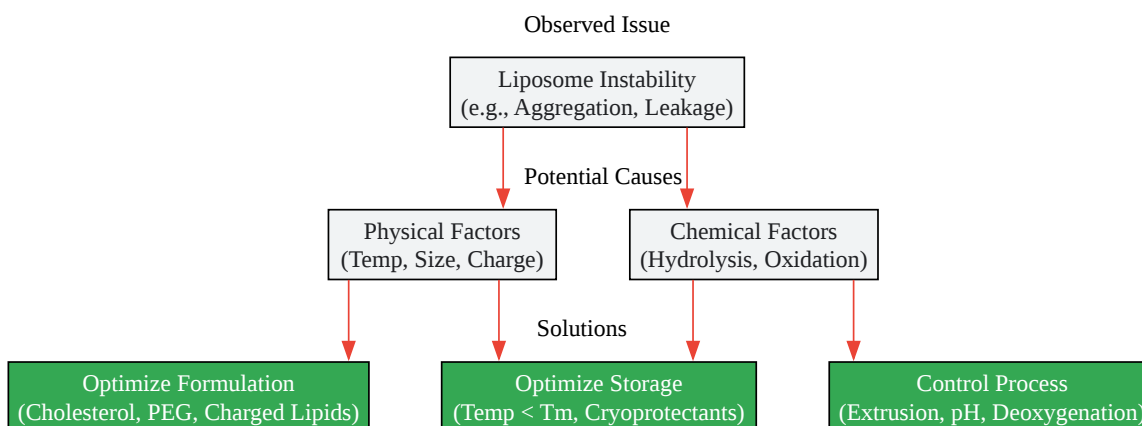 Observed Issue
Liposome Instability
(e.g., Aggregation, Leakage)
Potential Causes
Physical Factors
(Temp, Size, Charge)
Chemical Factors
(Hydrolysis, Oxidation)
Solutions
Optimize Formulation
(Cholesterol, PEG, Charged Lipids)
Optimize Storage
(Temp < Tm, Cryoprotectants)
Control Process
(Extrusion, pH, Deoxygenation)